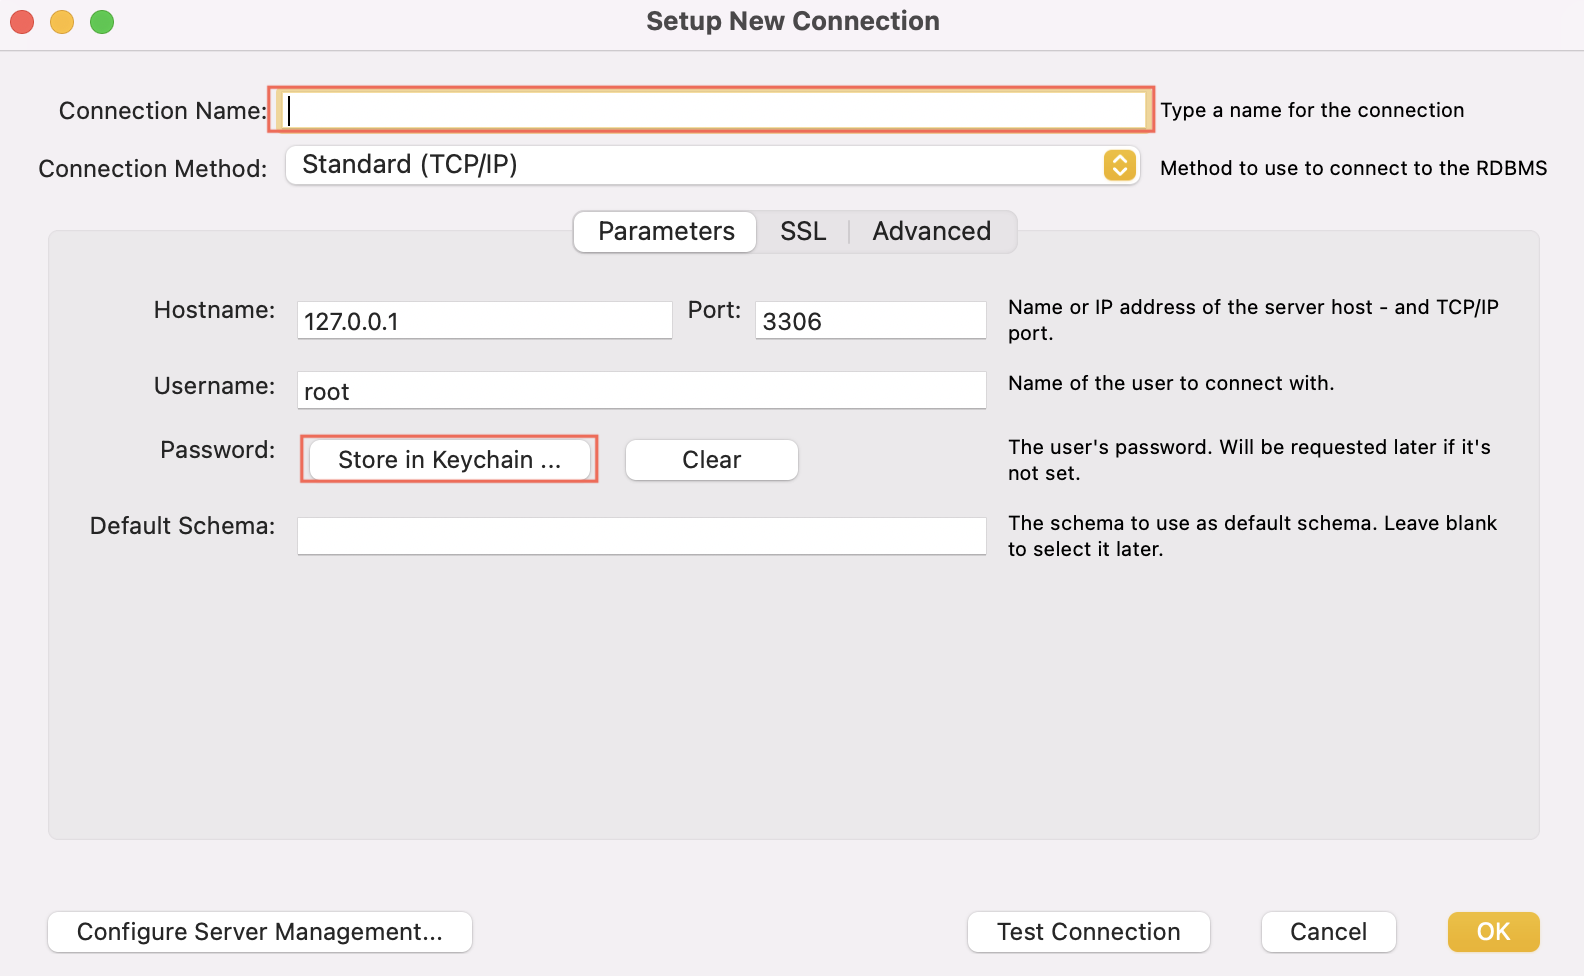 Setup New Connection
Connection Name:
Type a name for the connection
Connection Method:
Standard (TCP/IP)
Method to use to connect to the RDBMS
Parameters
SSL
Advanced
Hostname:
127.0.0.1
Port:
3306
Name or IP address of the server host - and TCP/IP
port.
Username:
root
Name of the user to connect with.
Password:
Store in Keychain ...
Clear
The user's password. Will be requested later if it's
not set.
Default Schema:
The schema to use as default schema. Leave blank
to select it later.
Configure Server Management...
Test Connection
Cancel
OK